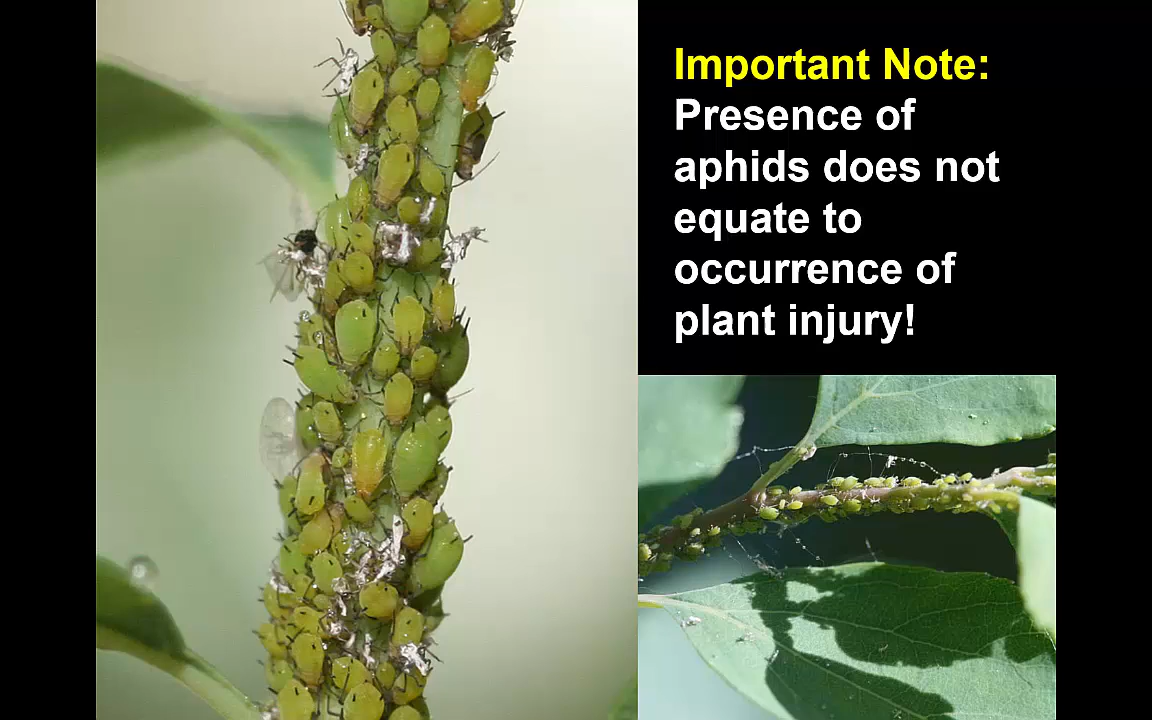 Important Note:
Presence of
aphids does not
equate to
occurrence of
plant injury!